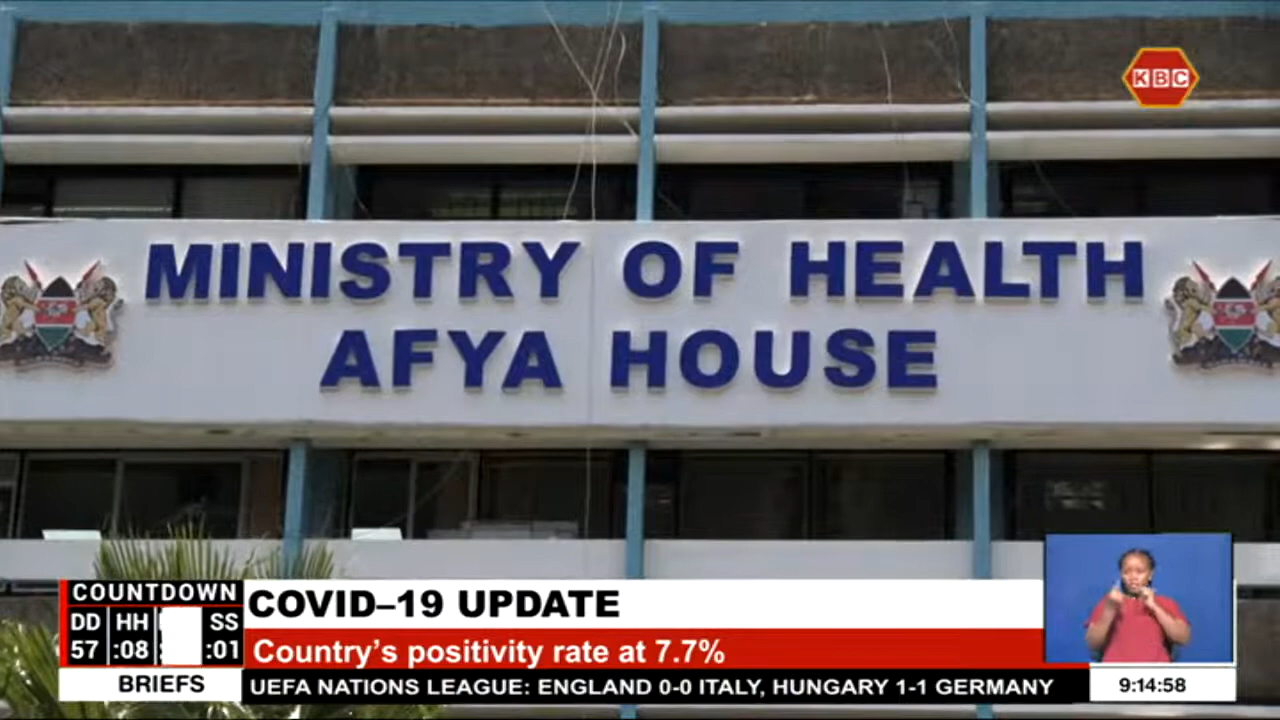 KBC
MINISTRY OF HEALTH
AFYA HOUSE
COUNTDOWN
DD HH SS
57 :08 :01
COVID–19 UPDATE
Country's positivity rate at 7.7%
BRIEFS
UEFA NATIONS LEAGUE: ENGLAND 0-0 ITALY, HUNGARY 1-1 GERMANY
9:14:58